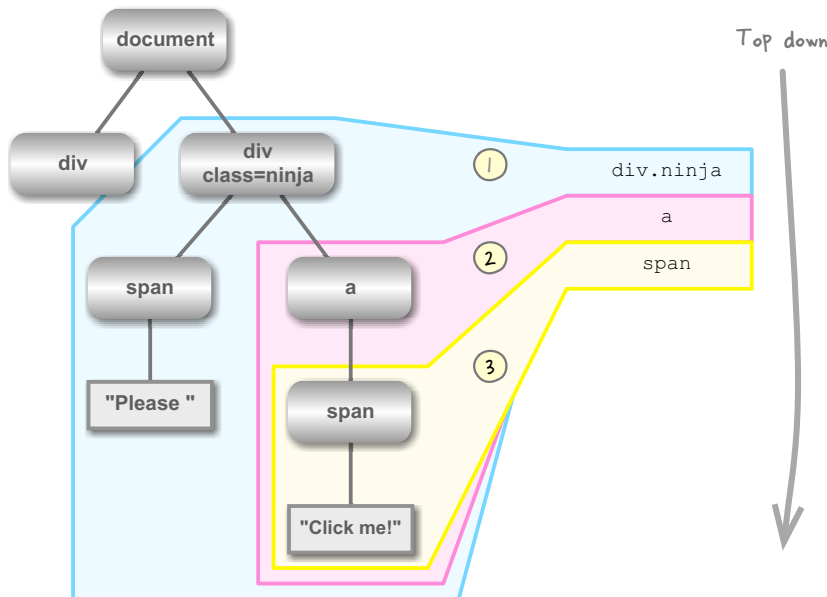 document
Top down
div
div
class=ninja
1
div.ninja
a
2
span
span
a
3
"Please "
span
"Click me!"